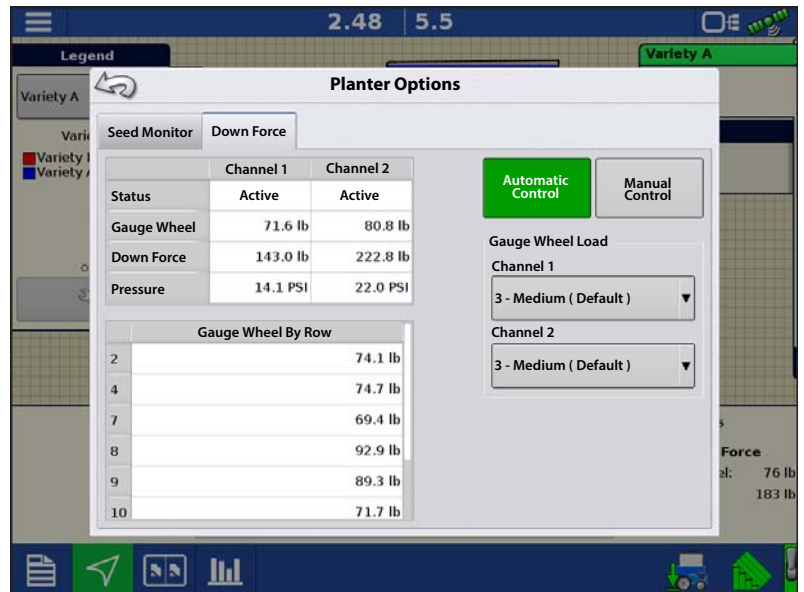 2.48 5.5
Legend
Variety A
Variety A
Planter Options
Seed Monitor Down Force
Channel 1 Channel 2
Status Active Active
Gauge Wheel 71.6 lb 80.8 lb
Down Force 143.0 lb 222.8 lb
Pressure 14.1 PSI 22.0 PSI
Gauge Wheel By Row
2 74.1 lb
4 74.7 lb
7 69.4 lb
8 92.9 lb
9 89.3 lb
10 71.7 lb
Automatic
Control
Manual
Control
Gauge Wheel Load
Channel 1
3 - Medium ( Default )
Channel 2
3 - Medium ( Default )
Variety
Variety
Force
76 lb
183 lb